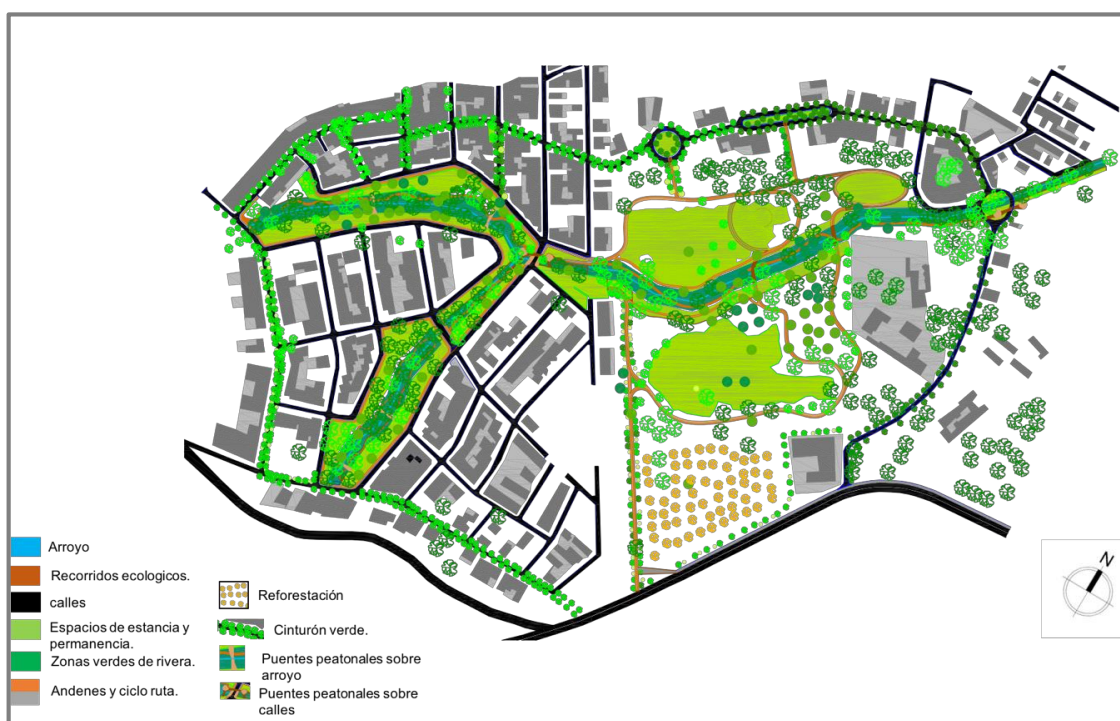 N
Arroyo
Recorridos ecologicos.
calles
Espacios de estancia y
permanencia.
Zonas verdes de rivera.
Andenes y ciclo ruta.
Reforestación
Cinturón verde.
Puentes peatonales sobre
arroyo
Puentes peatonales sobre
calles